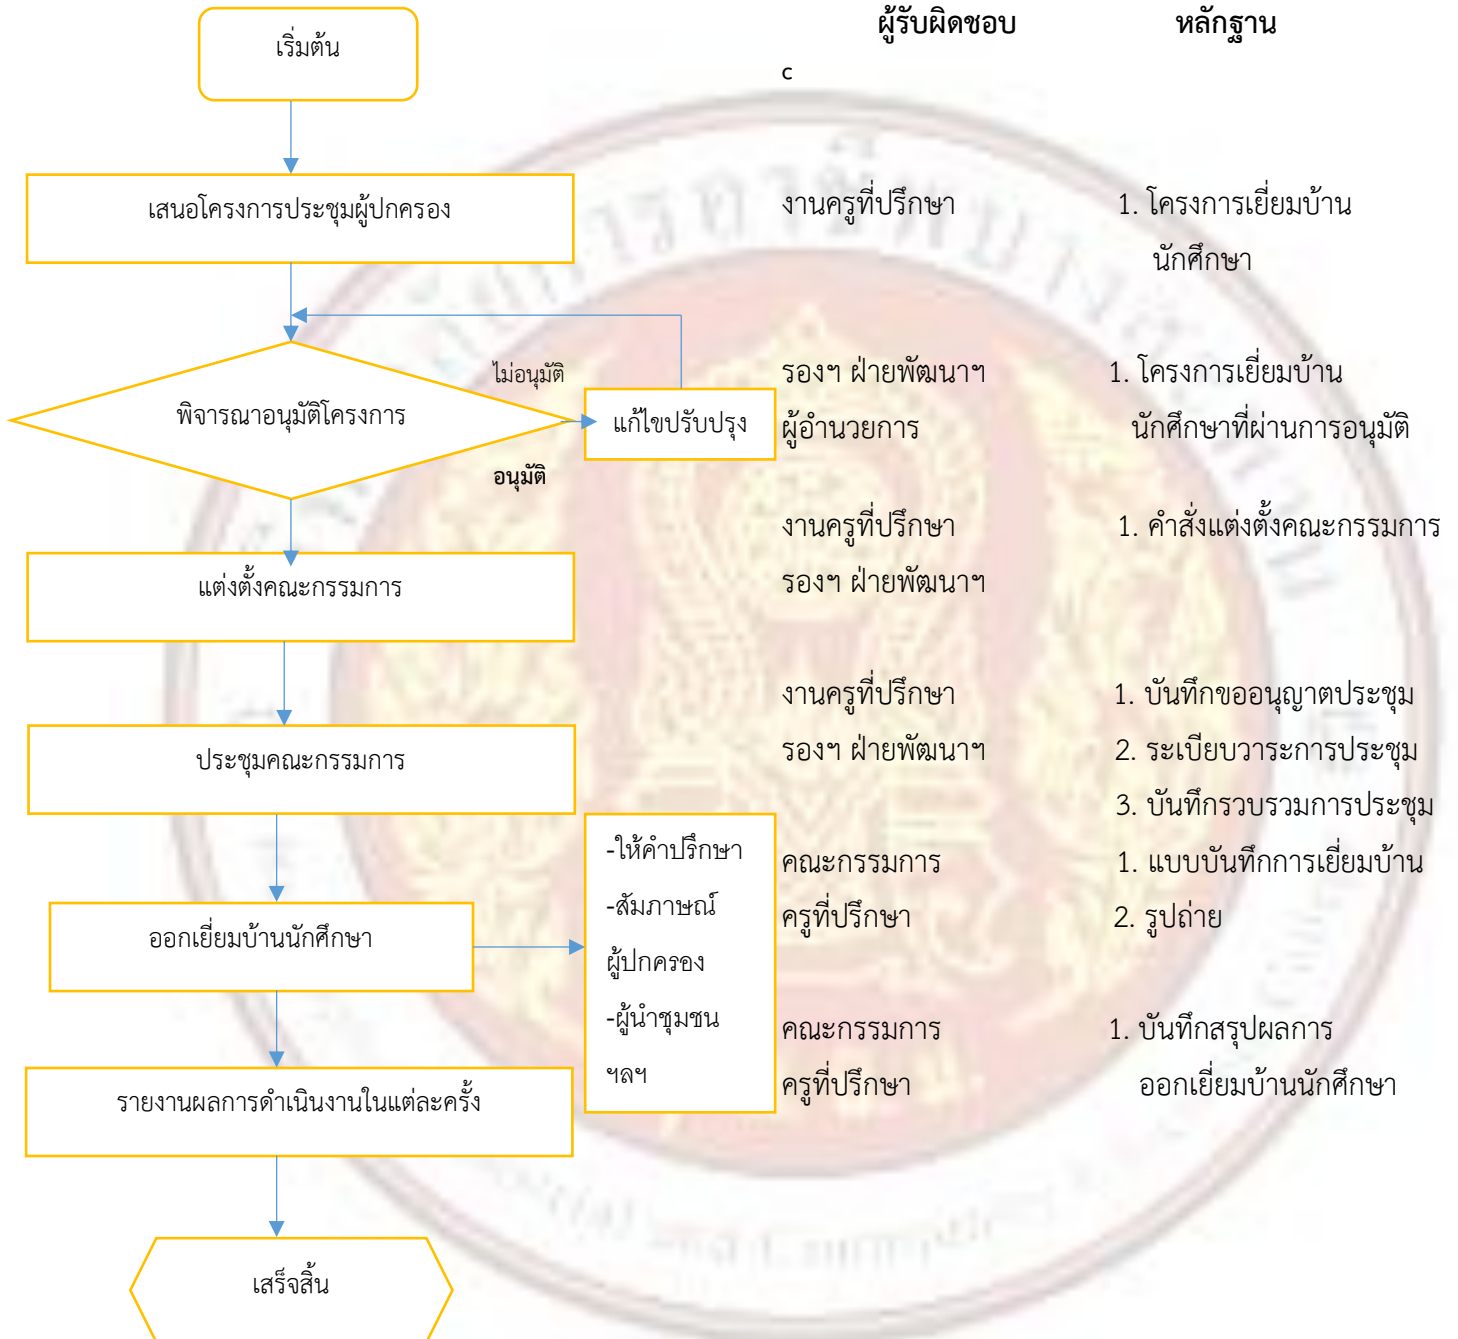 ผู้รับผิดชอบ หลักฐาน
เริ่มต้น
c
เสนอโครงการประชุมผู้ปกครอง
งานครูที่ปรึกษา
1. โครงการเยี่ยมบ้าน
นักศึกษา
ไม่อนุมัติ
พิจารณาอนุมัติโครงการ
แก้ไขปรับปรุง
อนุมัติ
รองฯ ฝ่ายพัฒนาฯ
ผู้อำนวยการ
1. โครงการเยี่ยมบ้าน
นักศึกษาที่ผ่านการอนุมัติ
แต่งตั้งคณะกรรมการ
งานครูที่ปรึกษา
รองฯ ฝ่ายพัฒนาฯ
1. คำสั่งแต่งตั้งคณะกรรมการ
ประชุมคณะกรรมการ
งานครูที่ปรึกษา
รองฯ ฝ่ายพัฒนาฯ
1. บันทึกขออนุญาตประชุม
2. ระเบียบวาระการประชุม
3. บันทึกรวบรวมการประชุม
ออกเยี่ยมบ้านนักศึกษา
-ให้คำปรึกษา
-สัมภาษณ์
ผู้ปกครอง
-ผู้นำชุมชน
ฯลฯ
คณะกรรมการ
ครูที่ปรึกษา
1. แบบบันทึกการเยี่ยมบ้าน
2. รูปถ่าย
รายงานผลการดำเนินงานในแต่ละครั้ง
คณะกรรมการ
ครูที่ปรึกษา
1. บันทึกสรุปผลการ
ออกเยี่ยมบ้านนักศึกษา
เสร็จสิ้น